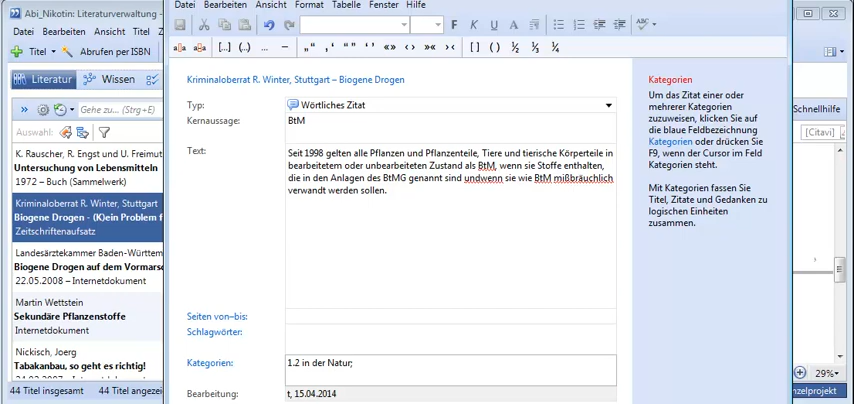 Abi_Nikotin: Literaturverwaltung -
Datei Bearbeiten Ansicht Titel
Titel Abrufen per ISBN
Literatur Wissen
Gehe zu... (Strg+E)
Auswahl:
K. Rauscher, R. Engst und U. Freimut
Untersuchung von Lebensmitteln
1972 – Buch (Sammelwerk)
Kriminaloberrat R. Winter, Stuttgart
Biogene Drogen - (K)ein Problem f
Zeitschriftenaufsatz
Landesärztekammer Baden-Württem
Biogene Drogen auf dem Vormarsc
22.05.2008 – Internetdokument
Martin Wettstein
Sekundäre Pflanzenstoffe
Internetdokument
Nickisch, Joerg
Tabakanbau, so geht es richtig!
44 Titel insgesamt 44 Titel angezei
Datei Bearbeiten Ansicht Format Tabelle Fenster Hilfe
F K U A
[...] (...) ... – „“ ‚‘ “” ‘’ «» ‹› »« ›‹ [] () ½ ⅓ ¼
Kriminaloberrat R. Winter, Stuttgart – Biogene Drogen
Typ: Wörtliches Zitat
Kernaussage: BtM
Text: Seit 1998 gelten alle Pflanzen und Pflanzenteile, Tiere und tierische Körperteile in
bearbeitetem oder unbearbeiteten Zustand als BtM, wenn sie Stoffe enthalten,
die in den Anlagen des BtMG genannt sind undwenn sie wie BtM mißbräuchlich
verwandt werden sollen.
Seiten von–bis:
Schlagwörter:
Kategorien: 1.2 in der Natur;
Bearbeitung: t, 15.04.2014
Kategorien
Um das Zitat einer oder
mehrerer Kategorien
zuzuweisen, klicken Sie auf
die blaue Feldbezeichnung
Kategorien oder drücken Sie
F9, wenn der Cursor im Feld
Kategorien steht.
Mit Kategorien fassen Sie
Titel, Zitate und Gedanken zu
logischen Einheiten
zusammen.
Schnellhilfe
[Citavi]
29%
nzelprojekt